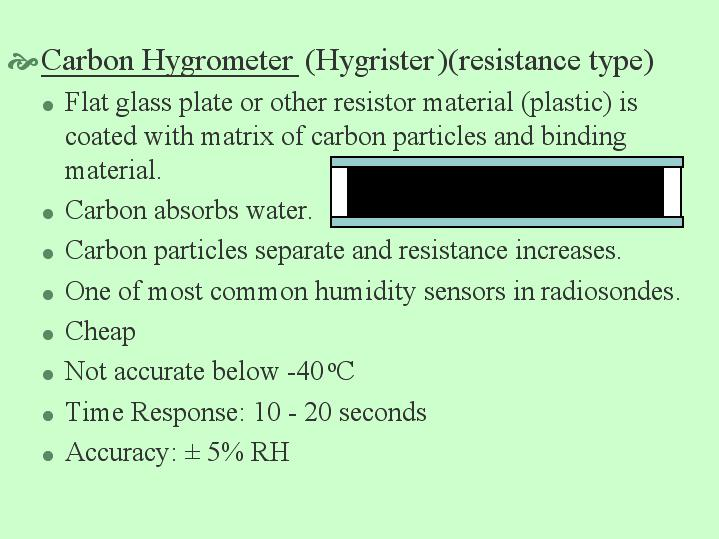 Carbon Hygrometer (Hygrister)(resistance type)
Flat glass plate or other resistor material (plastic) is
coated with matrix of carbon particles and binding
material.
Carbon absorbs water.
Carbon particles separate and resistance increases.
One of most common humidity sensors in radiosondes.
Cheap
Not accurate below -40 ºC
Time Response: 10 - 20 seconds
Accuracy: ± 5% RH